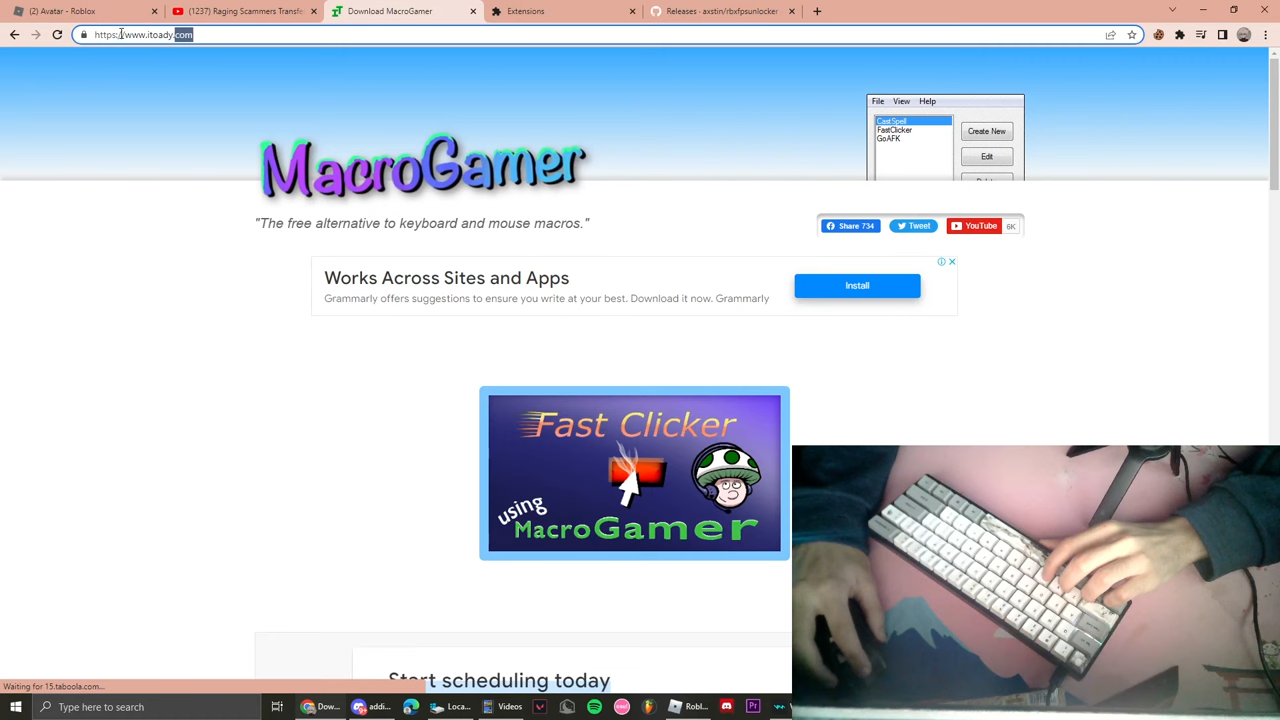 (2) Avatar - Roblox
(1237) Raging Scammers Transfe
Download MacroGamer
Extensions
Releases - axstin/rbxfpsunlocker
https://www.itoady.com
File View Help
CastSpell
FastClicker
GoAFK
Create New
Edit
MacroGamer
"The free alternative to keyboard and mouse macros."
Share 734
Tweet
YouTube 6K
Works Across Sites and Apps
Grammarly offers suggestions to ensure you write at your best. Download it now. Grammarly
Install
Fast Clicker
using
MacroGamer
Start scheduling today
Waiting for 15.taboola.com...
Type here to search
Dow...
addi...
Loca...
Videos
Robl...